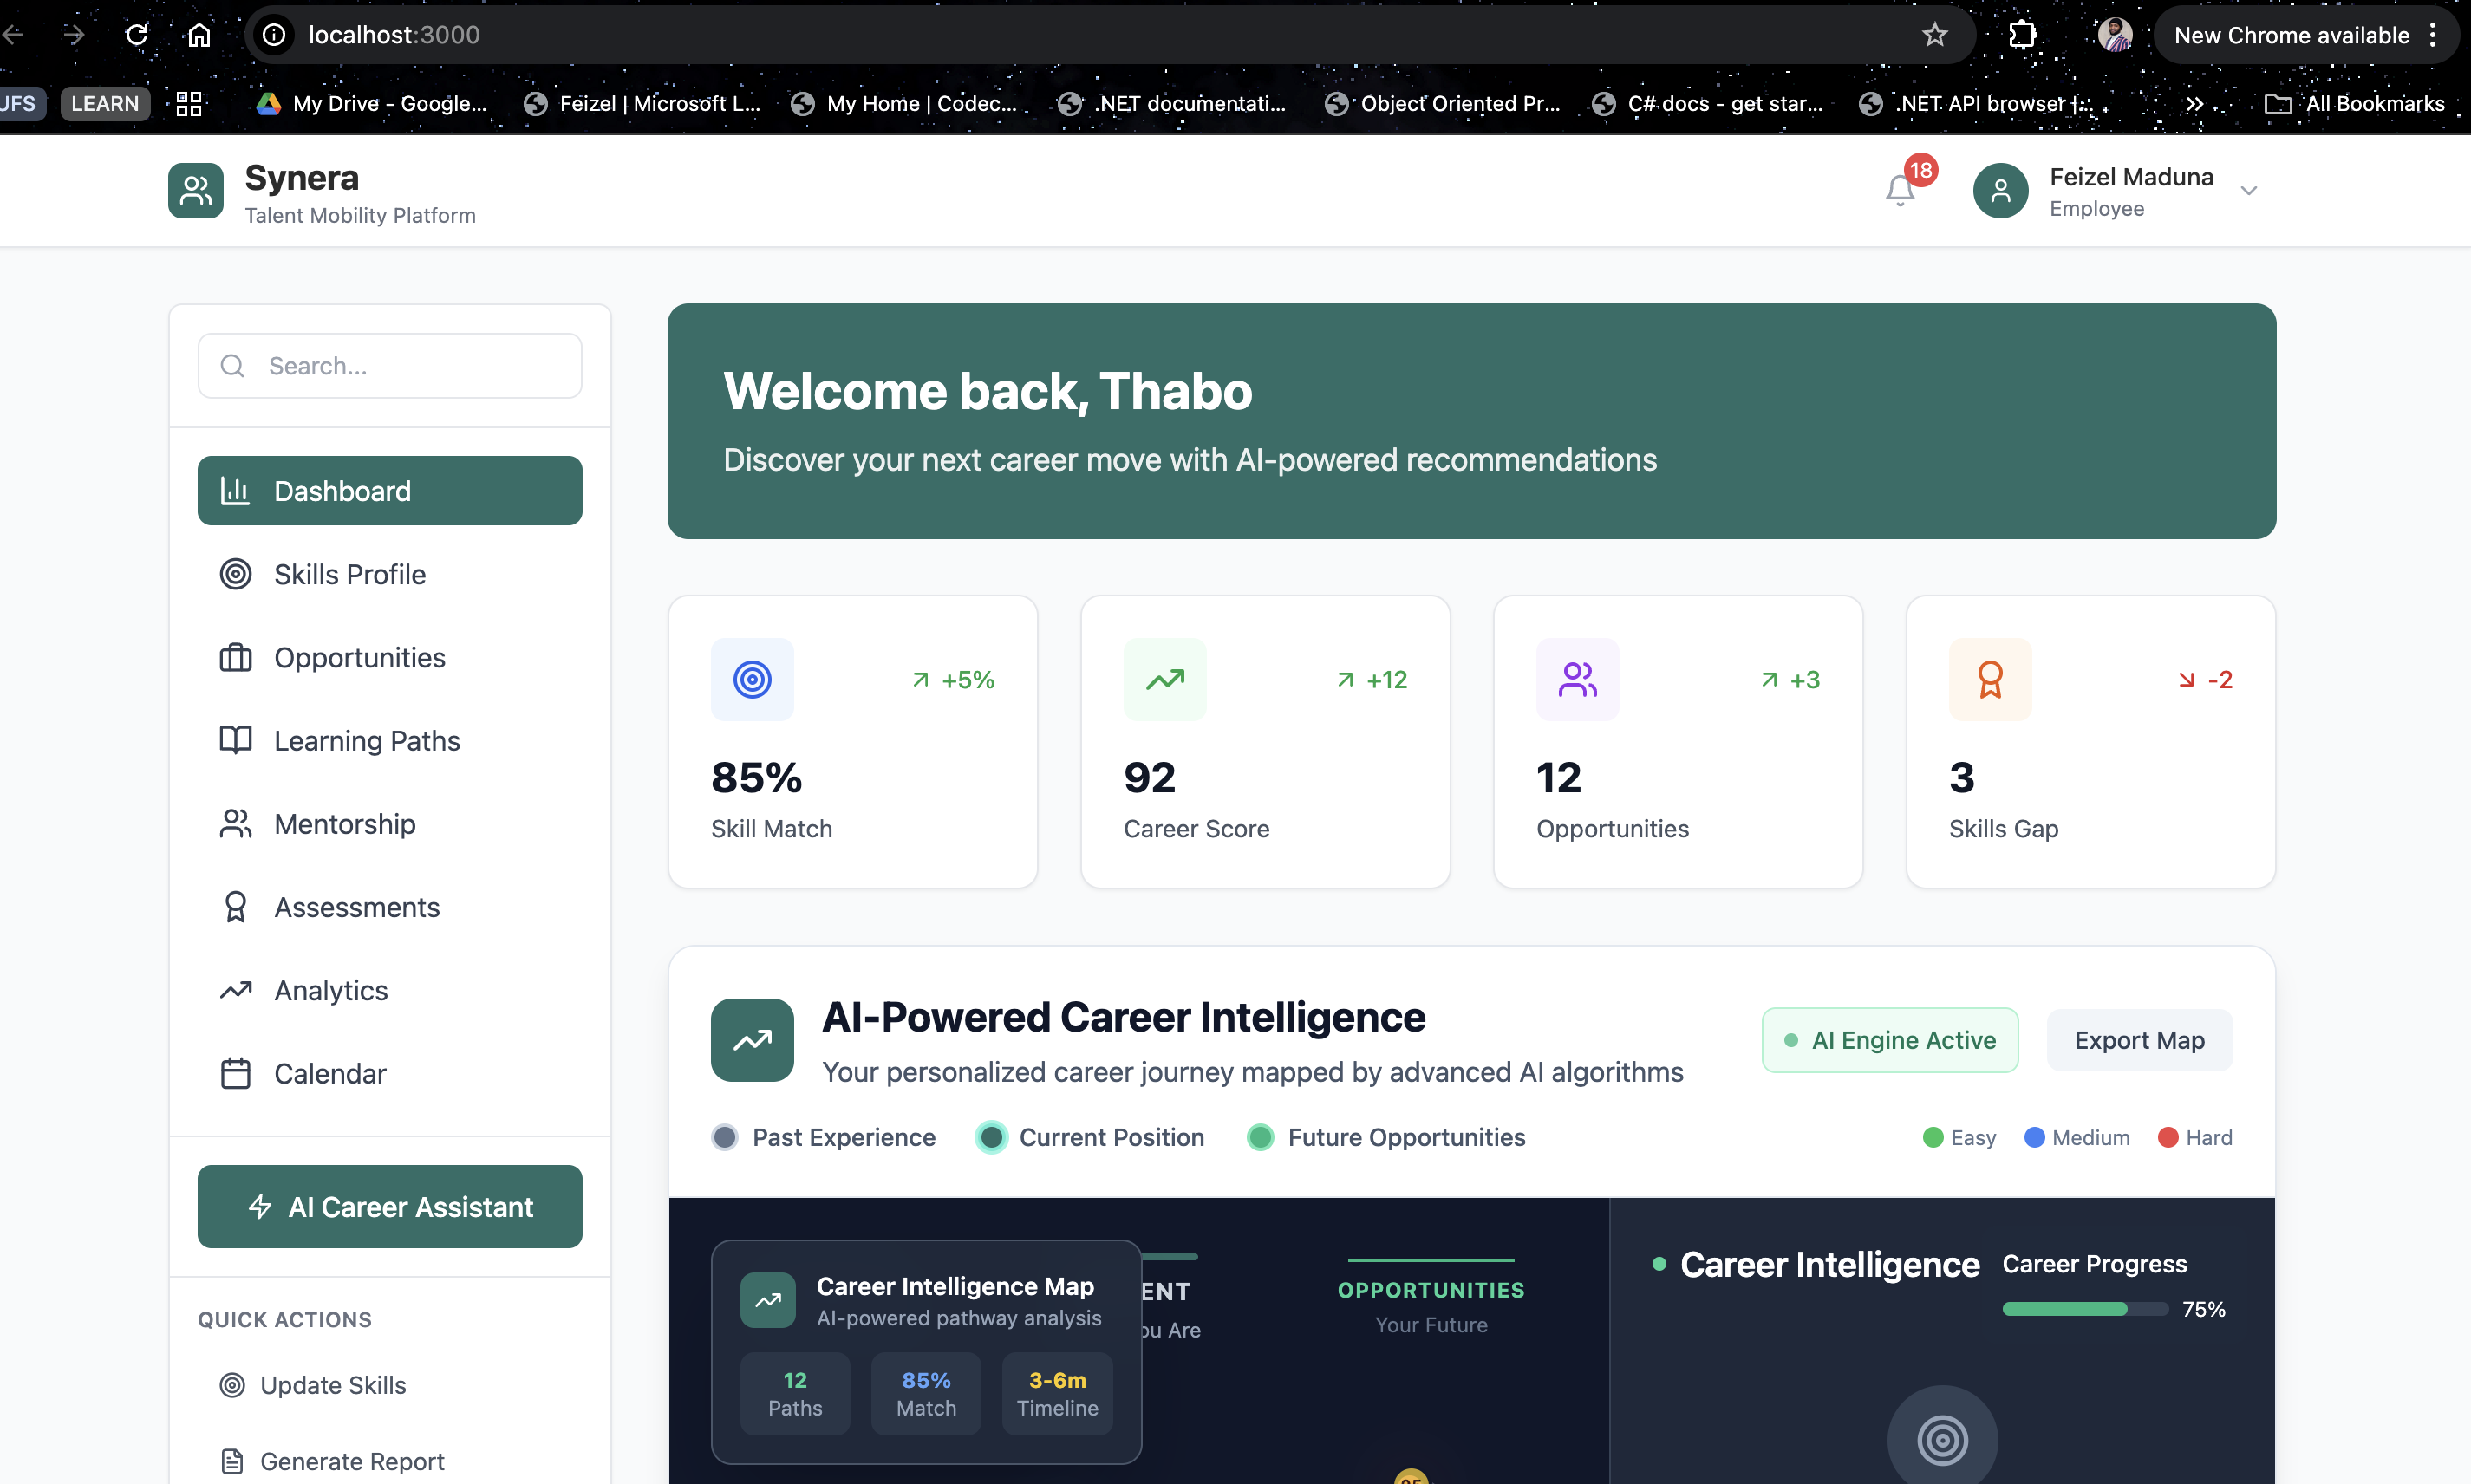 localhost:3000
New Chrome available
UFS
LEARN
My Drive - Google...
Feizel | Microsoft L...
My Home | Codec...
.NET documentati...
Object Oriented Pr...
C# docs - get star...
.NET API browser |...
All Bookmarks
Synera
Talent Mobility Platform
18
Feizel Maduna
Employee
Search...
Dashboard
Skills Profile
Opportunities
Learning Paths
Mentorship
Assessments
Analytics
Calendar
AI Career Assistant
QUICK ACTIONS
Update Skills
Generate Report
Welcome back, Thabo
Discover your next career move with AI-powered recommendations
+5%
85%
Skill Match
+12
92
Career Score
+3
12
Opportunities
-2
3
Skills Gap
AI-Powered Career Intelligence
Your personalized career journey mapped by advanced AI algorithms
AI Engine Active
Export Map
Past Experience
Current Position
Future Opportunities
Easy
Medium
Hard
Career Intelligence Map
AI-powered pathway analysis
12
Paths
85%
Match
3-6m
Timeline
ENT
ou Are
OPPORTUNITIES
Your Future
Career Intelligence
Career Progress
75%